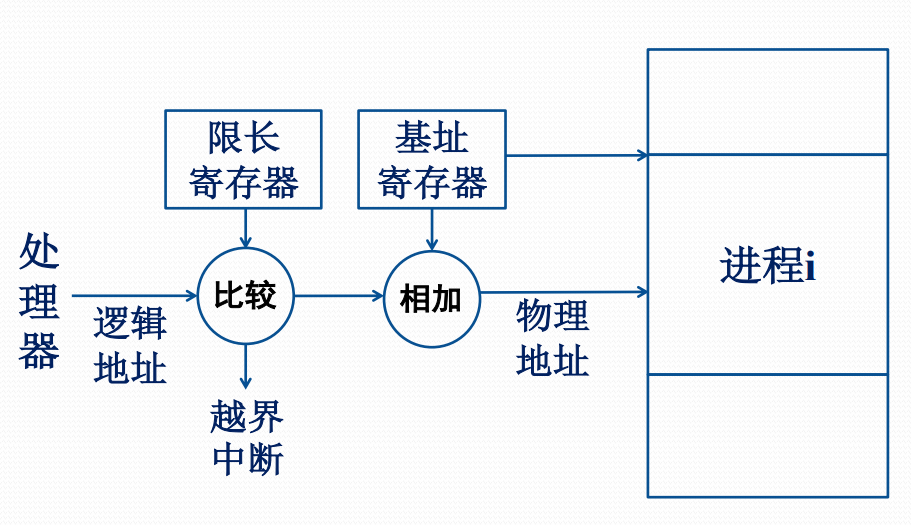 限长
寄存器
基址
寄存器
处
理
器
逻辑
地址
比较
相加
物理
地址
进程i
越界
中断